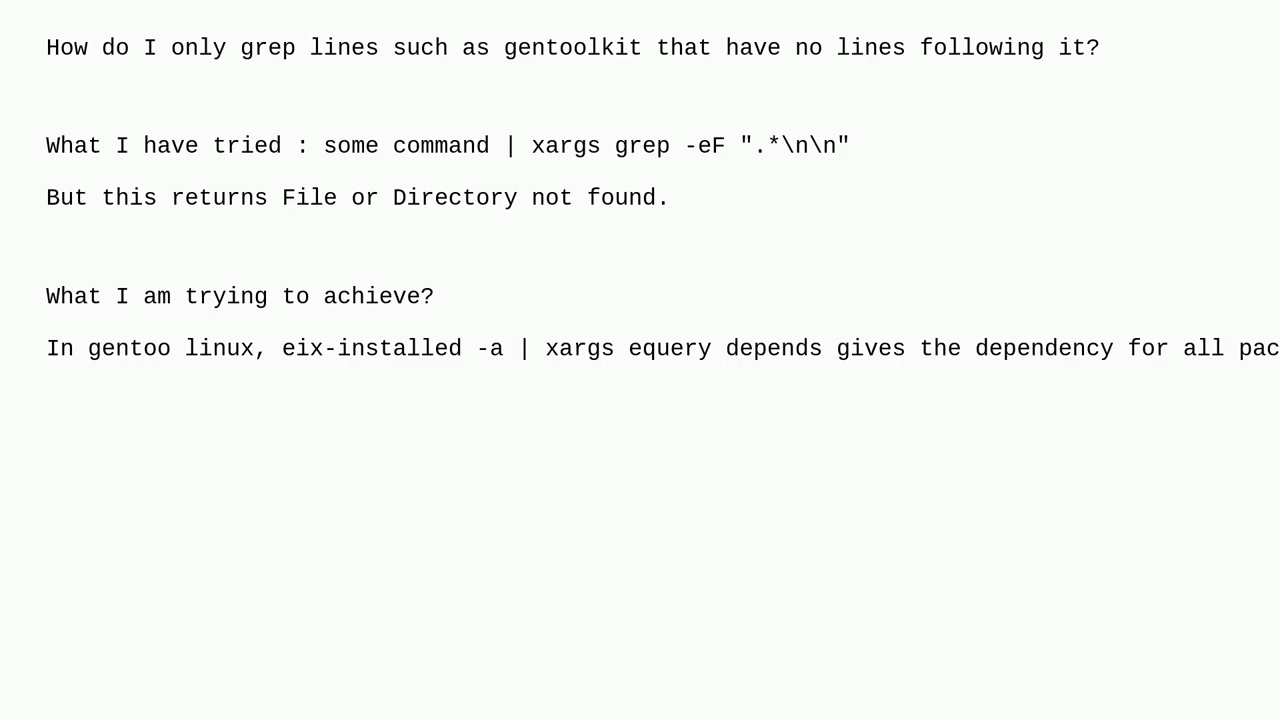 How do I only grep lines such as gentoolkit that have no lines following it?
What I have tried : some command | xargs grep -eF ".*\n\n"
But this returns File or Directory not found.
What I am trying to achieve?
In gentoo linux, eix-installed -a | xargs equery depends gives the dependency for all